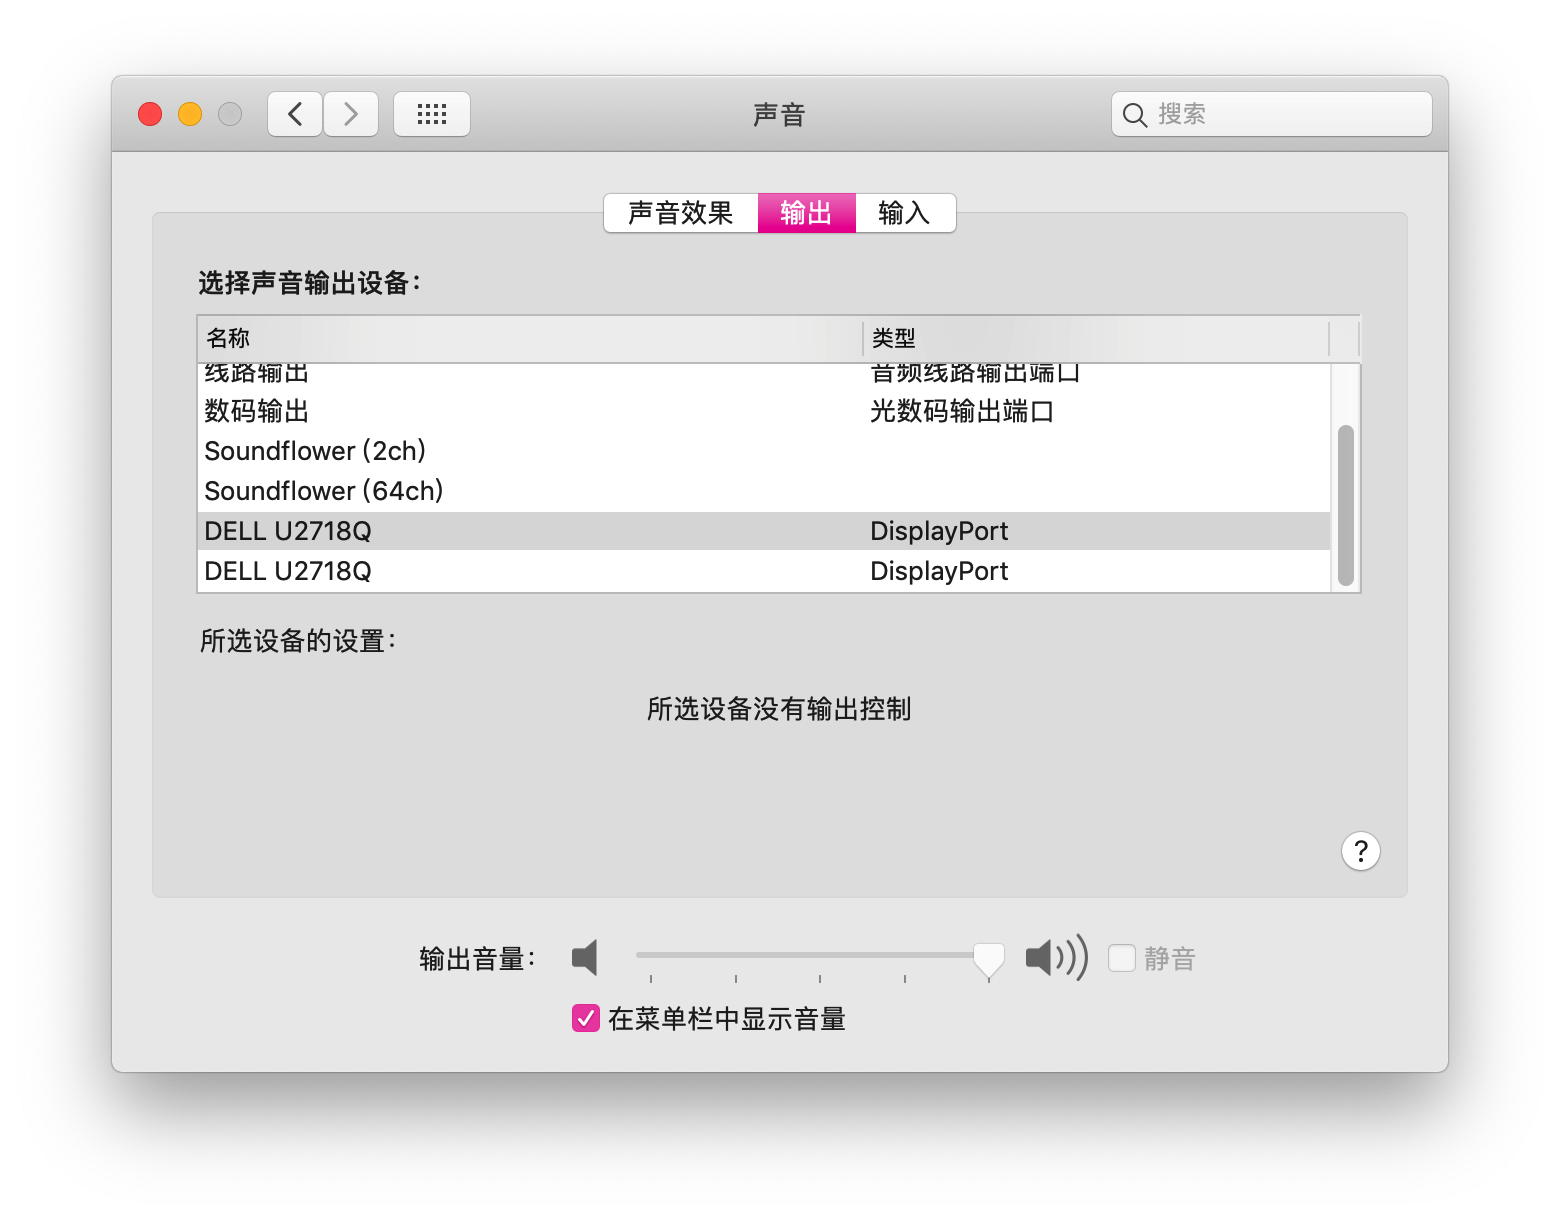 声音
搜索
声音效果 输出 输入
选择声音输出设备：
名称 类型
线路输出 音频线路输出端口
数码输出 光数码输出端口
Soundflower (2ch)
Soundflower (64ch)
DELL U2718Q DisplayPort
DELL U2718Q DisplayPort
所选设备的设置：
所选设备没有输出控制
?
输出音量： 静音
在菜单栏中显示音量